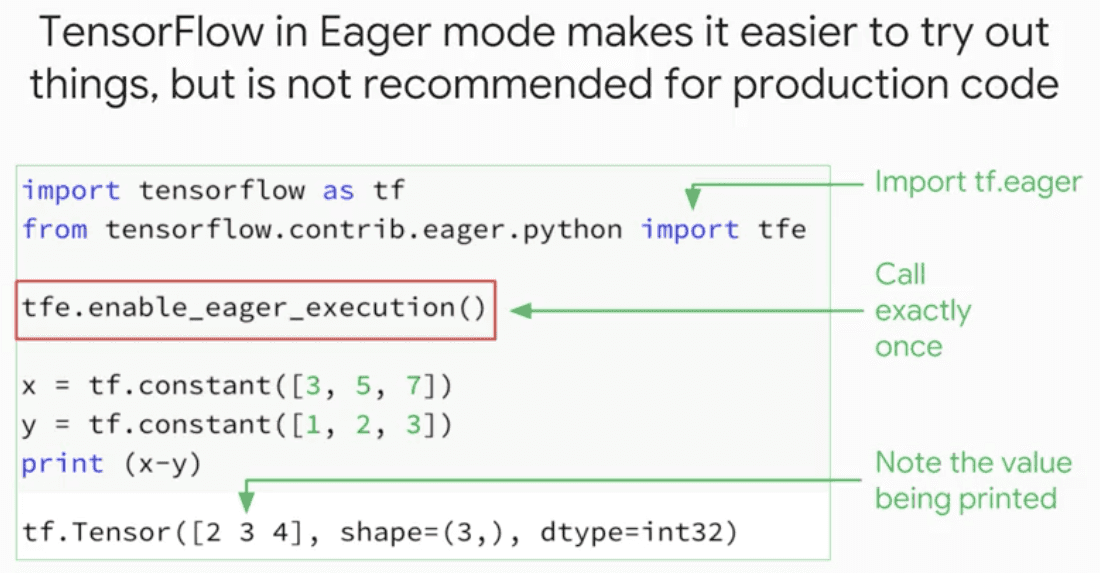 TensorFlow in Eager mode makes it easier to try out
things, but is not recommended for production code
import tensorflow as tf
Import tf.eager
from tensorflow.contrib.eager.python import tfe
tfe.enable_eager_execution()
Call
exactly
once
x = tf.constant([3, 5, 7])
y = tf.constant([1, 2, 3])
print (x-y)
Note the value
being printed
tf.Tensor([2 3 4], shape=(3,), dtype=int32)